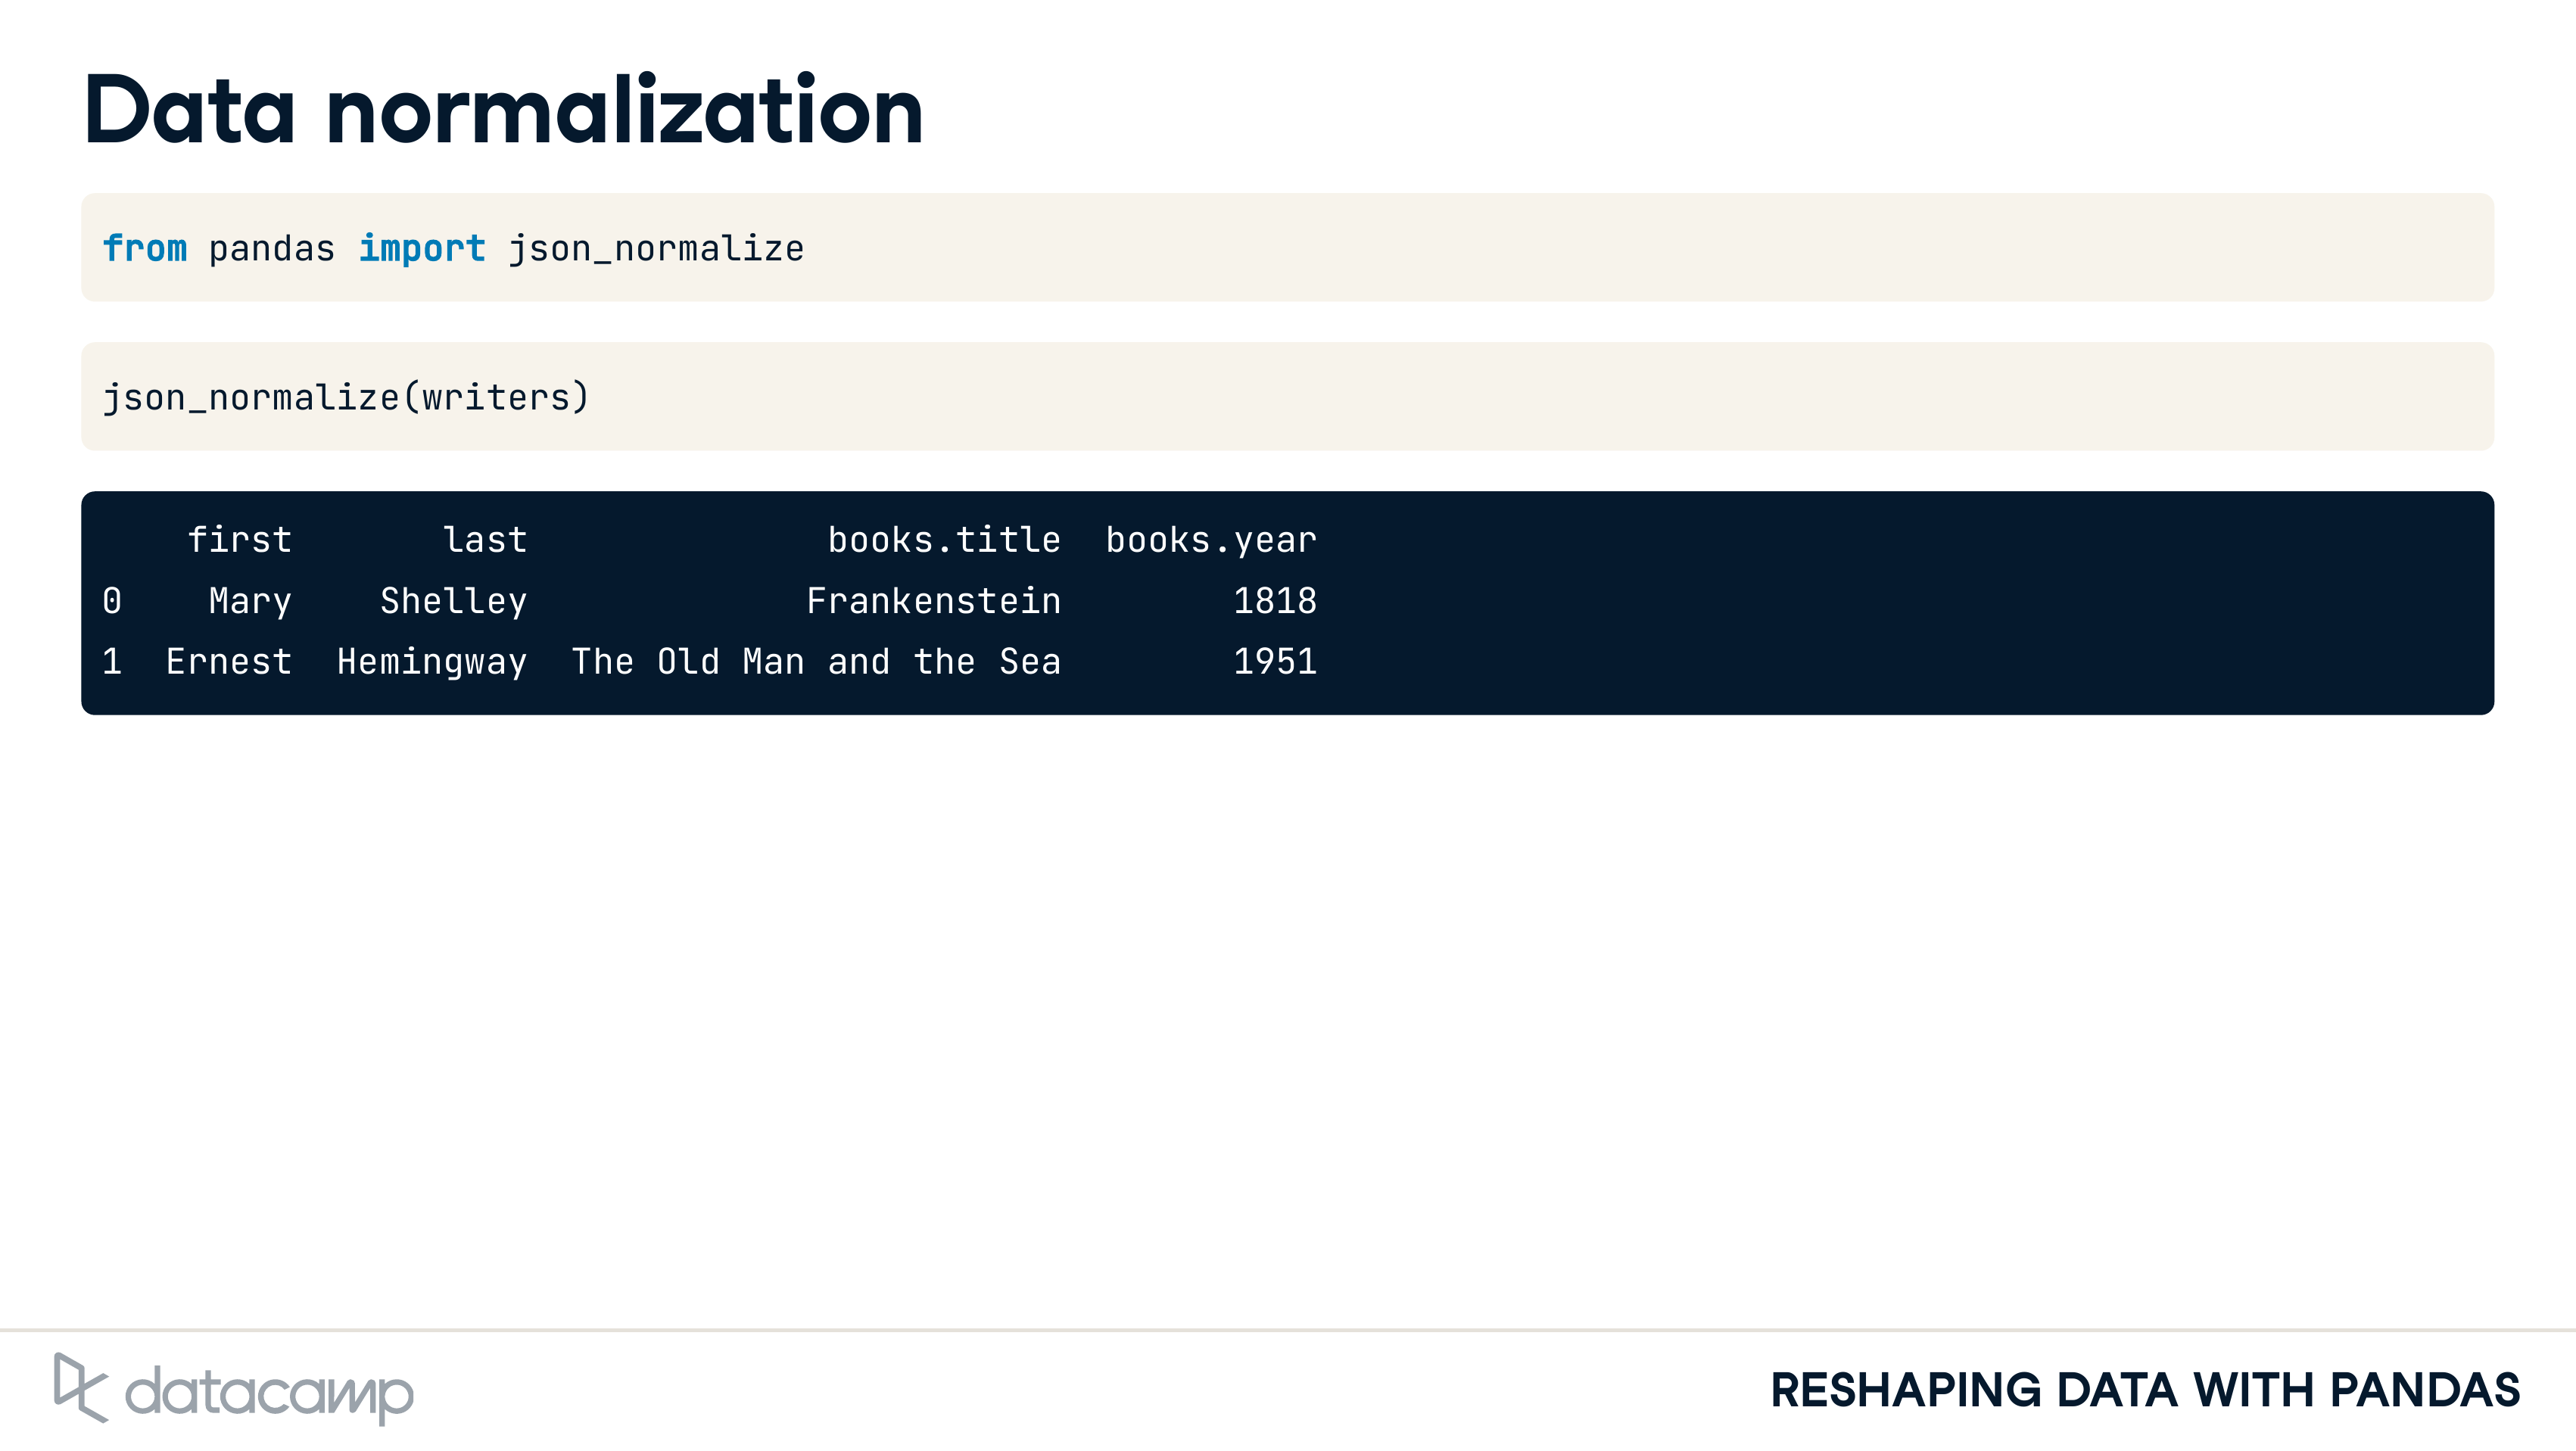 Data normalization
from pandas import json_normalize
json_normalize(writers)
first last books.title books.year
0 Mary Shelley Frankenstein 1818
1 Ernest Hemingway The Old Man and the Sea 1951
datacamp
RESHAPING DATA WITH PANDAS